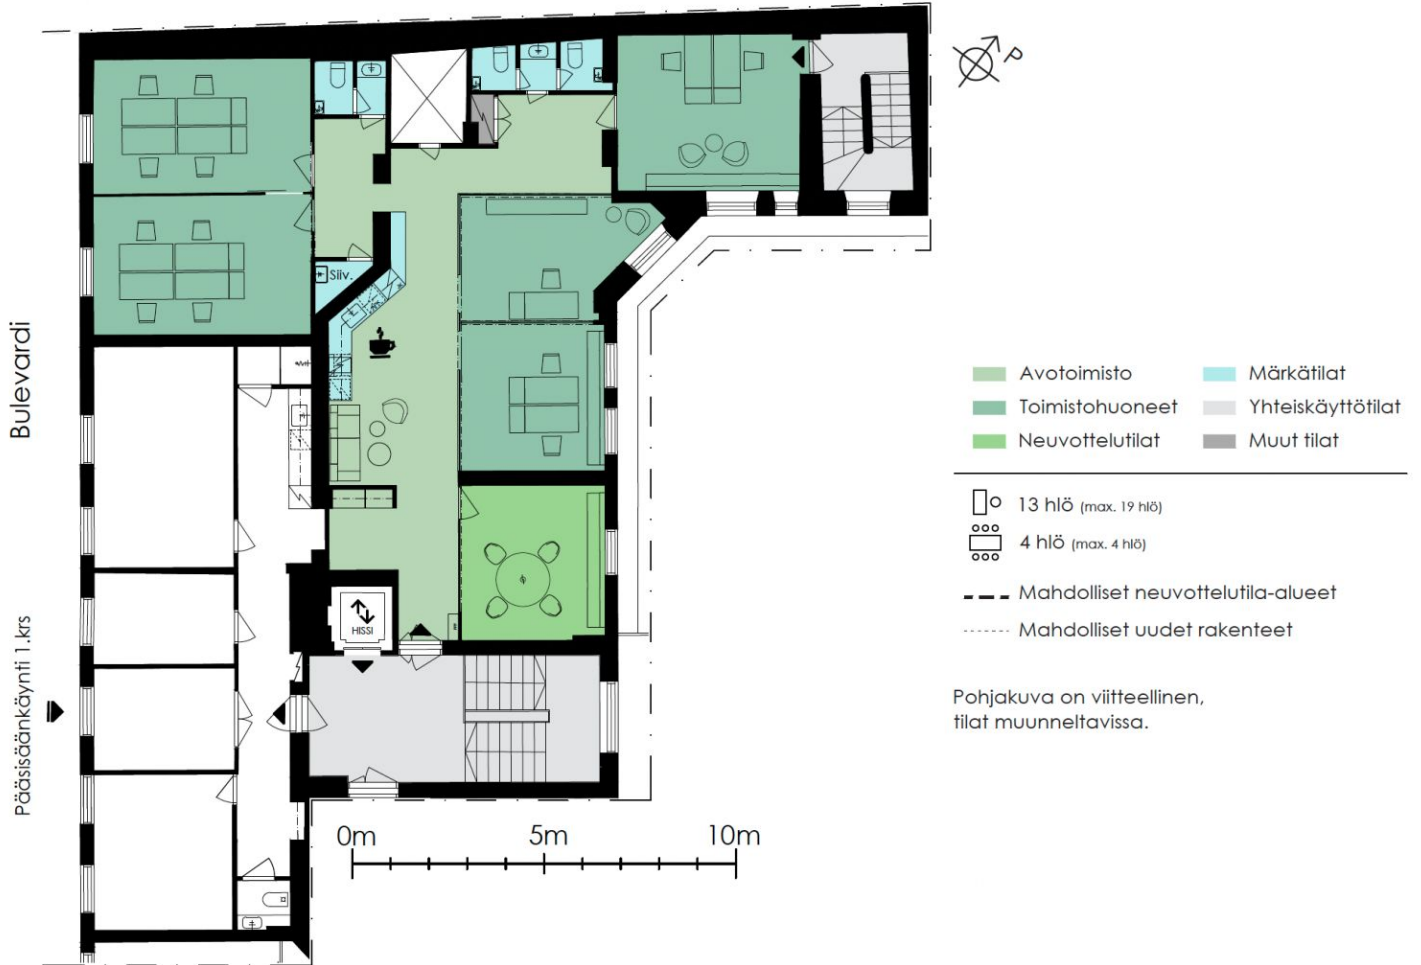 P
Siiv.
Bulevardi
Avotoimisto
Märkätilat
Toimistohuoneet
Yhteiskäyttötilat
Neuvottelutilat
Muut tilat
13 hlö (max. 19 hlö)
4 hlö (max. 4 hlö)
Mahdolliset neuvottelutila-alueet
Mahdolliset uudet rakenteet
HISSI
Pääsisäänkäynti 1.krs
Pohjakuva on viitteellinen,
tilat muunneltavissa.
0m 5m 10m